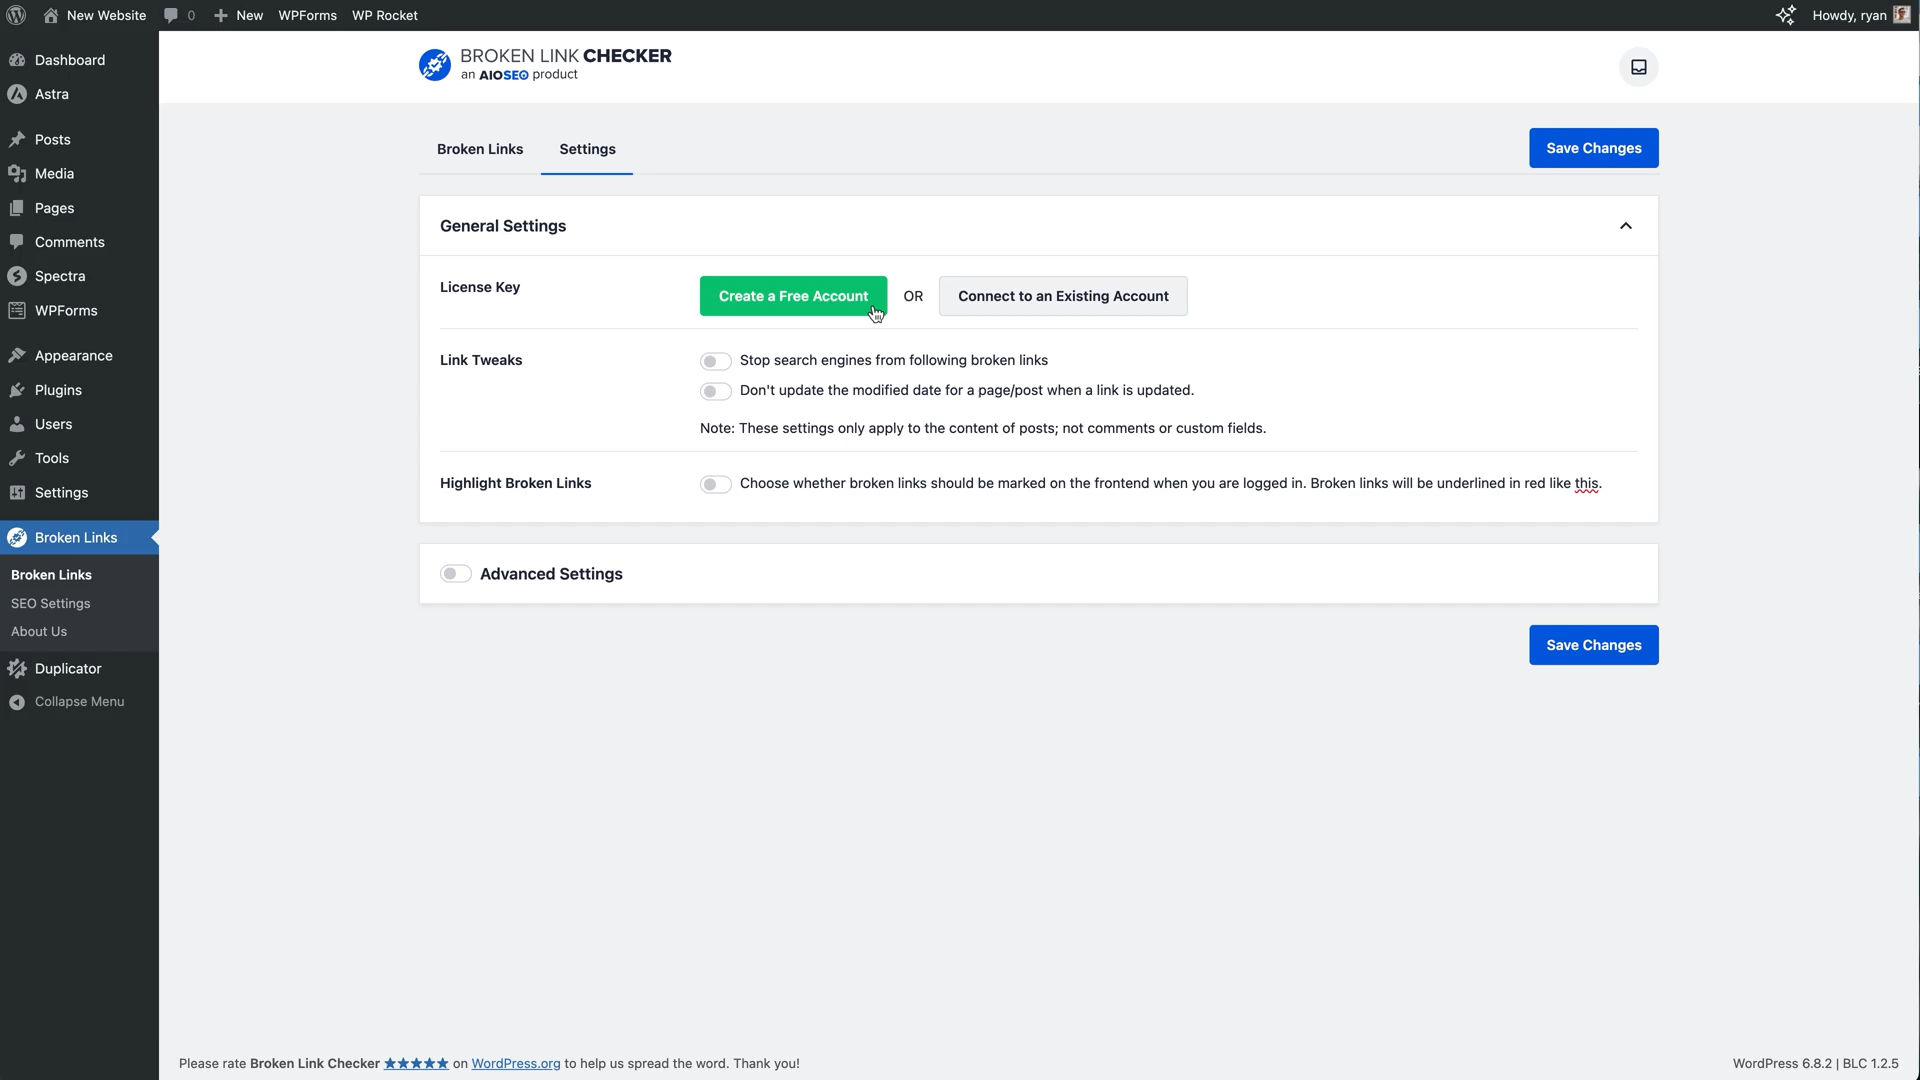 New Website
0
New
WPForms
WP Rocket
Howdy, ryan
Dashboard
Astra
Posts
Media
Pages
Comments
Spectra
WPForms
Appearance
Plugins
Users
Tools
Settings
Broken Links
Broken Links
SEO Settings
About Us
Duplicator
Collapse Menu
BROKEN LINK CHECKER
an AIOSEO product
Broken Links
Settings
Save Changes
General Settings
License Key
Create a Free Account
OR
Connect to an Existing Account
Link Tweaks
Stop search engines from following broken links
Don't update the modified date for a page/post when a link is updated.
Note: These settings only apply to the content of posts; not comments or custom fields.
Highlight Broken Links
Choose whether broken links should be marked on the frontend when you are logged in. Broken links will be underlined in red like this.
Advanced Settings
Save Changes
Please rate Broken Link Checker ★★★★★ on WordPress.org to help us spread the word. Thank you!
WordPress 6.8.2 | BLC 1.2.5